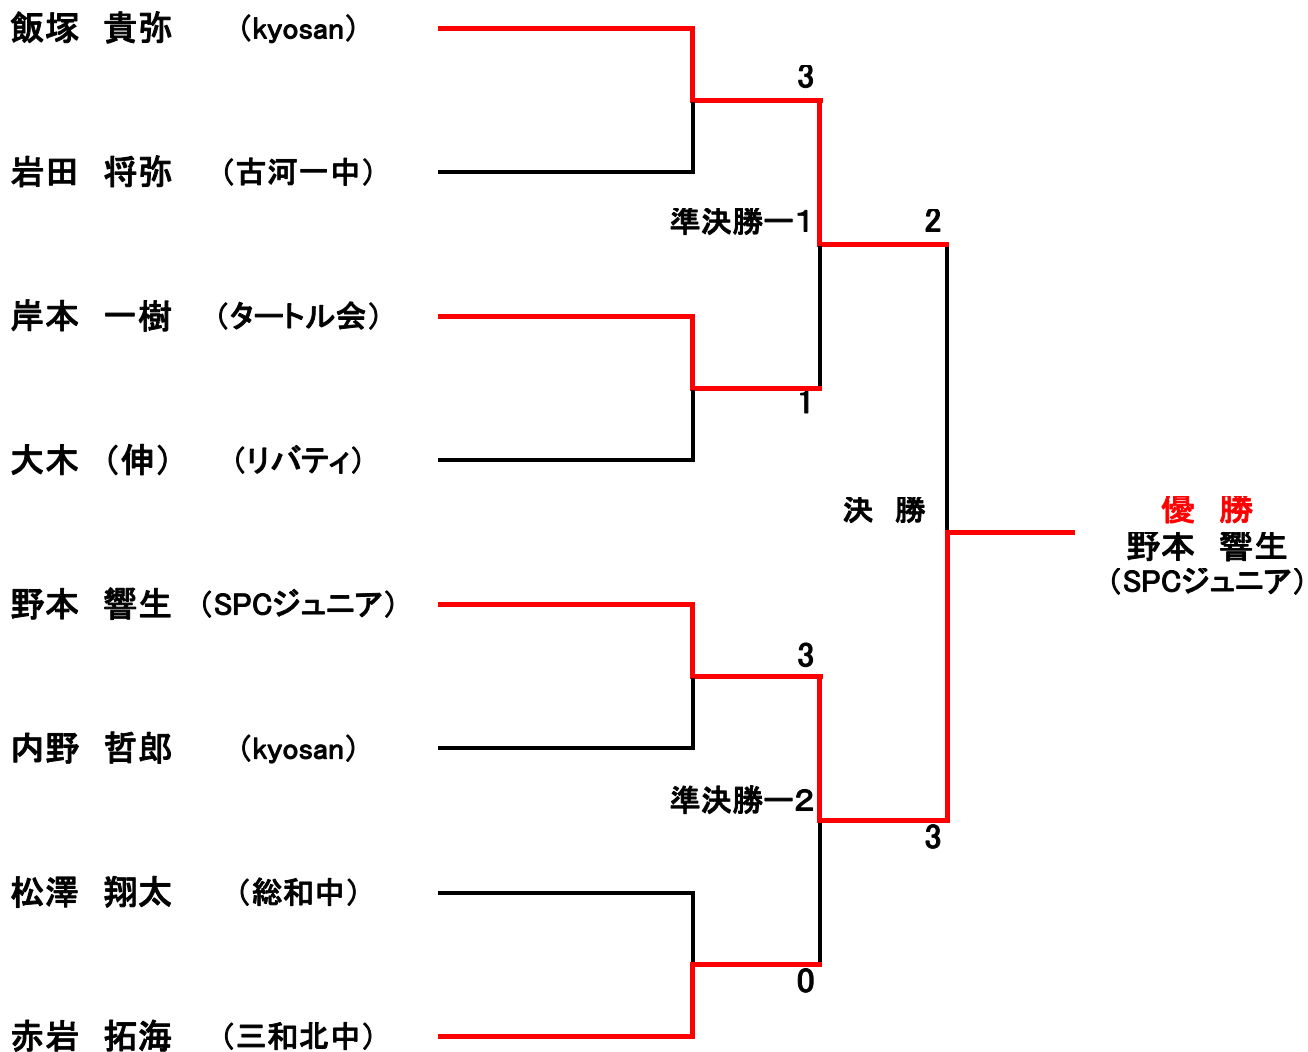 飯塚　貴弥　（kyosan）
3
岩田　将弥　（古河一中）
準決勝ー１
2
岸本　一樹　（タートル会）
1
大木　（伸）　（リバティ）
決　勝
優　勝
野本　響生
（SPCジュニア）
野本　響生　（SPCジュニア）
3
内野　哲郎　（kyosan）
準決勝ー２
3
松澤　翔太　（総和中）
0
赤岩　拓海　（三和北中）